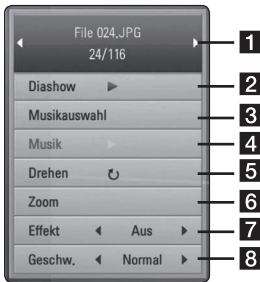 File 024.JPG
24/116
1
Diashow
2
Musikauswahl
3
Musik
4
Drehen
5
Zoom
6
Effekt Aus
7
Geschw. Normal
8